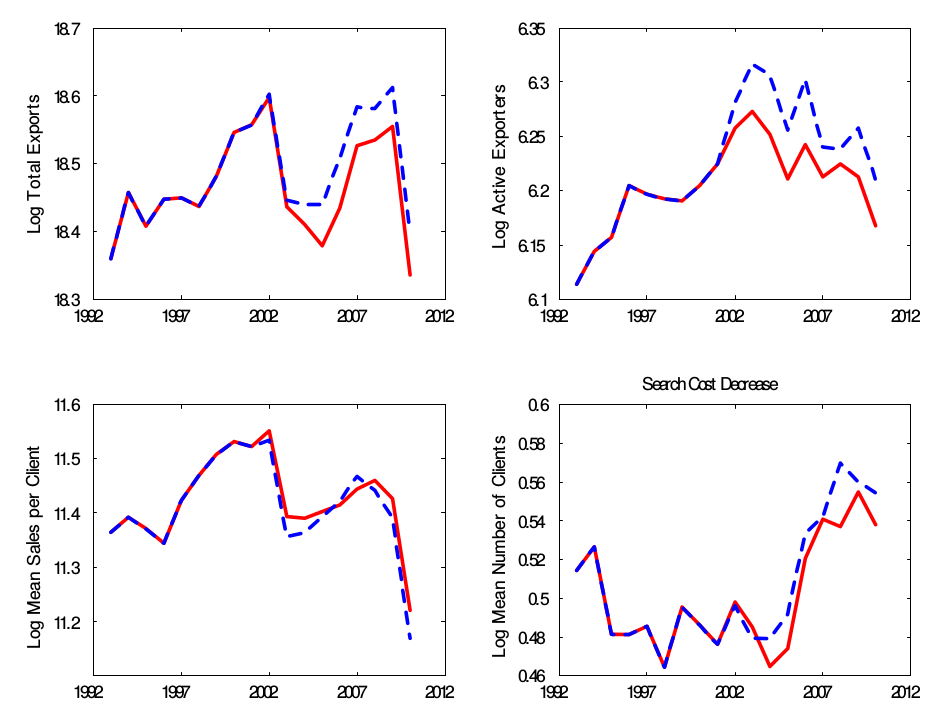 18.7
18.6
18.5
18.4
18.3
Log Total Exports
1992 1997 2002 2007 2012
6.35
6.3
6.25
6.2
6.15
6.1
Log Active Exporters
1992 1997 2002 2007 2012
11.6
11.5
11.4
11.3
11.2
Log Mean Sales per Client
1992 1997 2002 2007 2012
Search Cost Decrease
0.6
0.58
0.56
0.54
0.52
0.5
0.48
0.46
Log Mean Number of Clients
1992 1997 2002 2007 2012